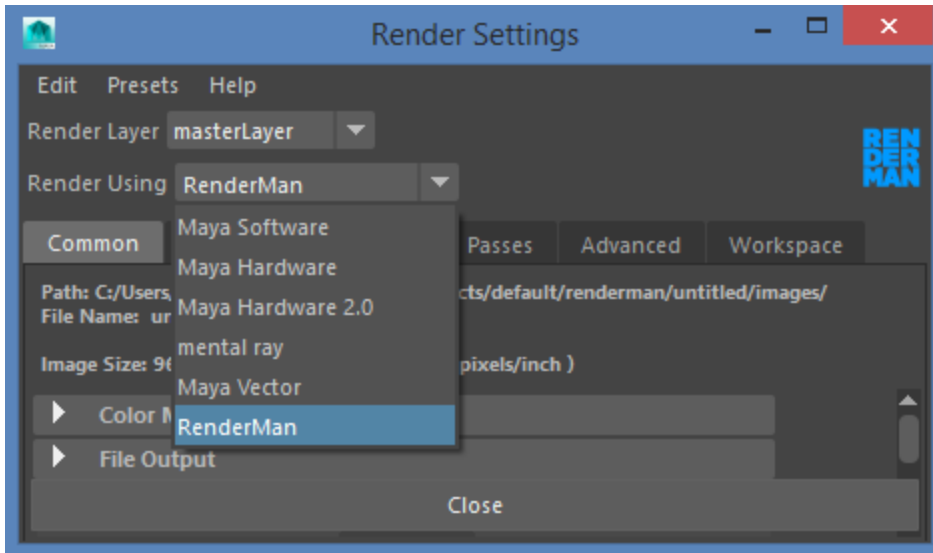 Render Settings
Edit Presets Help
Render Layer masterLayer
REN
DER
MAN
Render Using RenderMan
Maya Software
Maya Hardware
Maya Hardware 2.0
mental ray
Maya Vector
RenderMan
Common Passes Advanced Workspace
Path: C:/Users, cts/default/renderman/untitled/images/
File Name:
Image Size: pixels/inch )
Color
File Output
Close